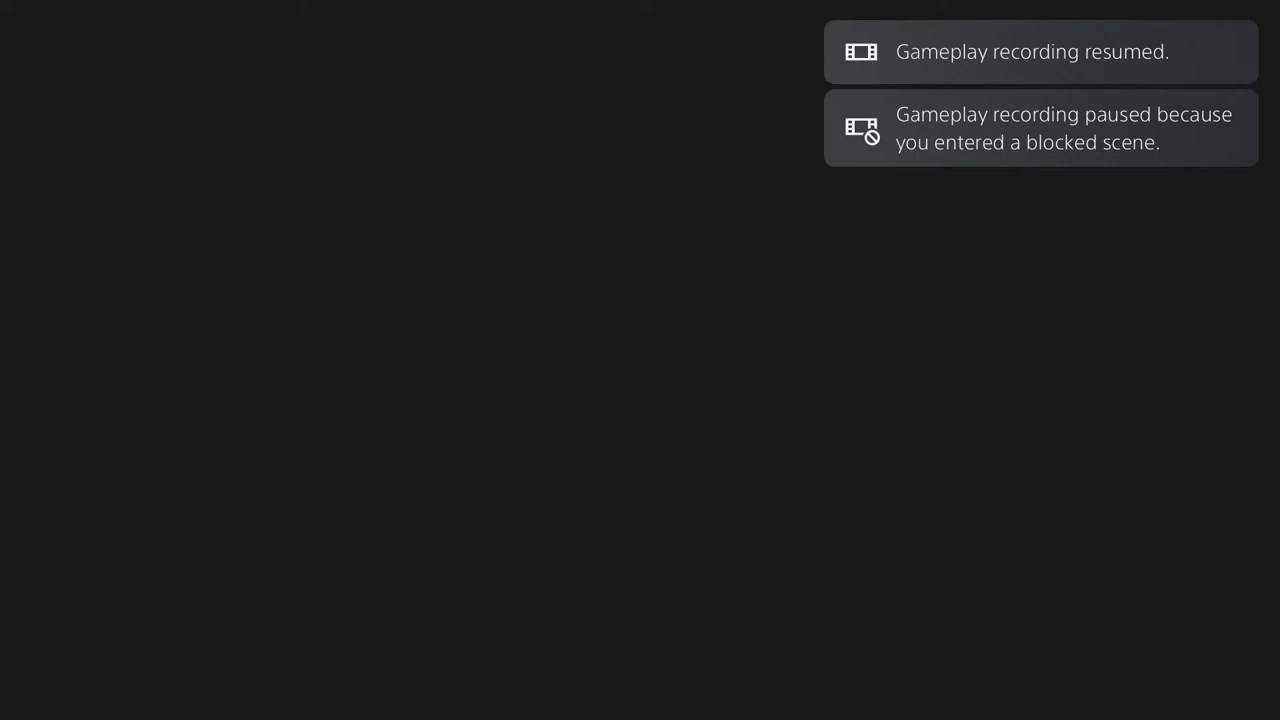 Gameplay recording resumed.
Gameplay recording paused because
you entered a blocked scene.